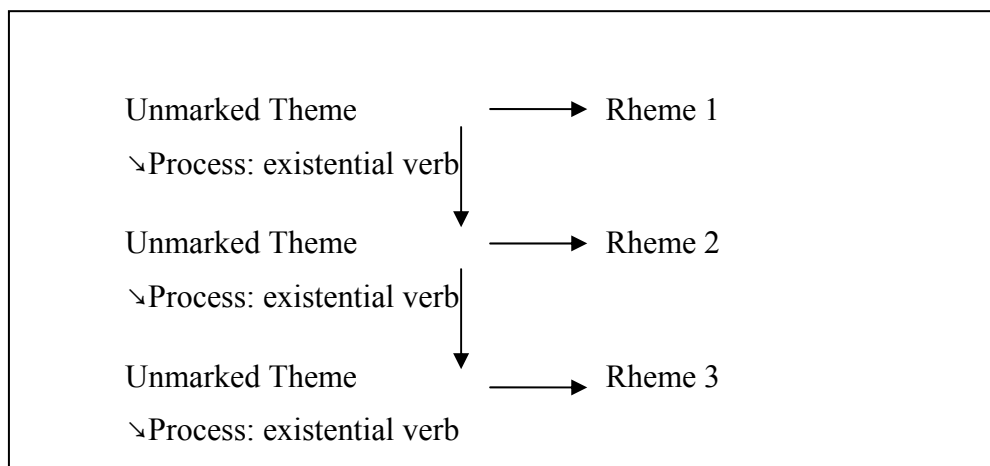 Unmarked Theme Rheme 1
↘Process: existential verb
Unmarked Theme Rheme 2
↘Process: existential verb
Unmarked Theme Rheme 3
↘Process: existential verb